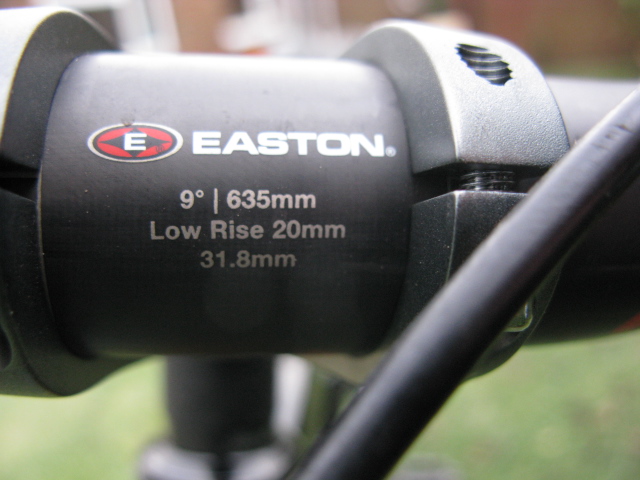 E EASTON®
9° | 635mm
Low Rise 20mm
31.8mm